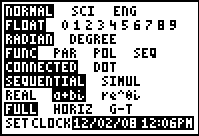 NORMAL SCI ENG
FLOAT 0 1 2 3 4 5 6 7 8 9
RADIAN DEGREE
FUNC PAR POL SEQ
CONNECTED DOT
SEQUENTIAL SIMUL
REAL a+bi re^θi
FULL HORIZ G-T
SET CLOCK 12/02/08 12:06PM